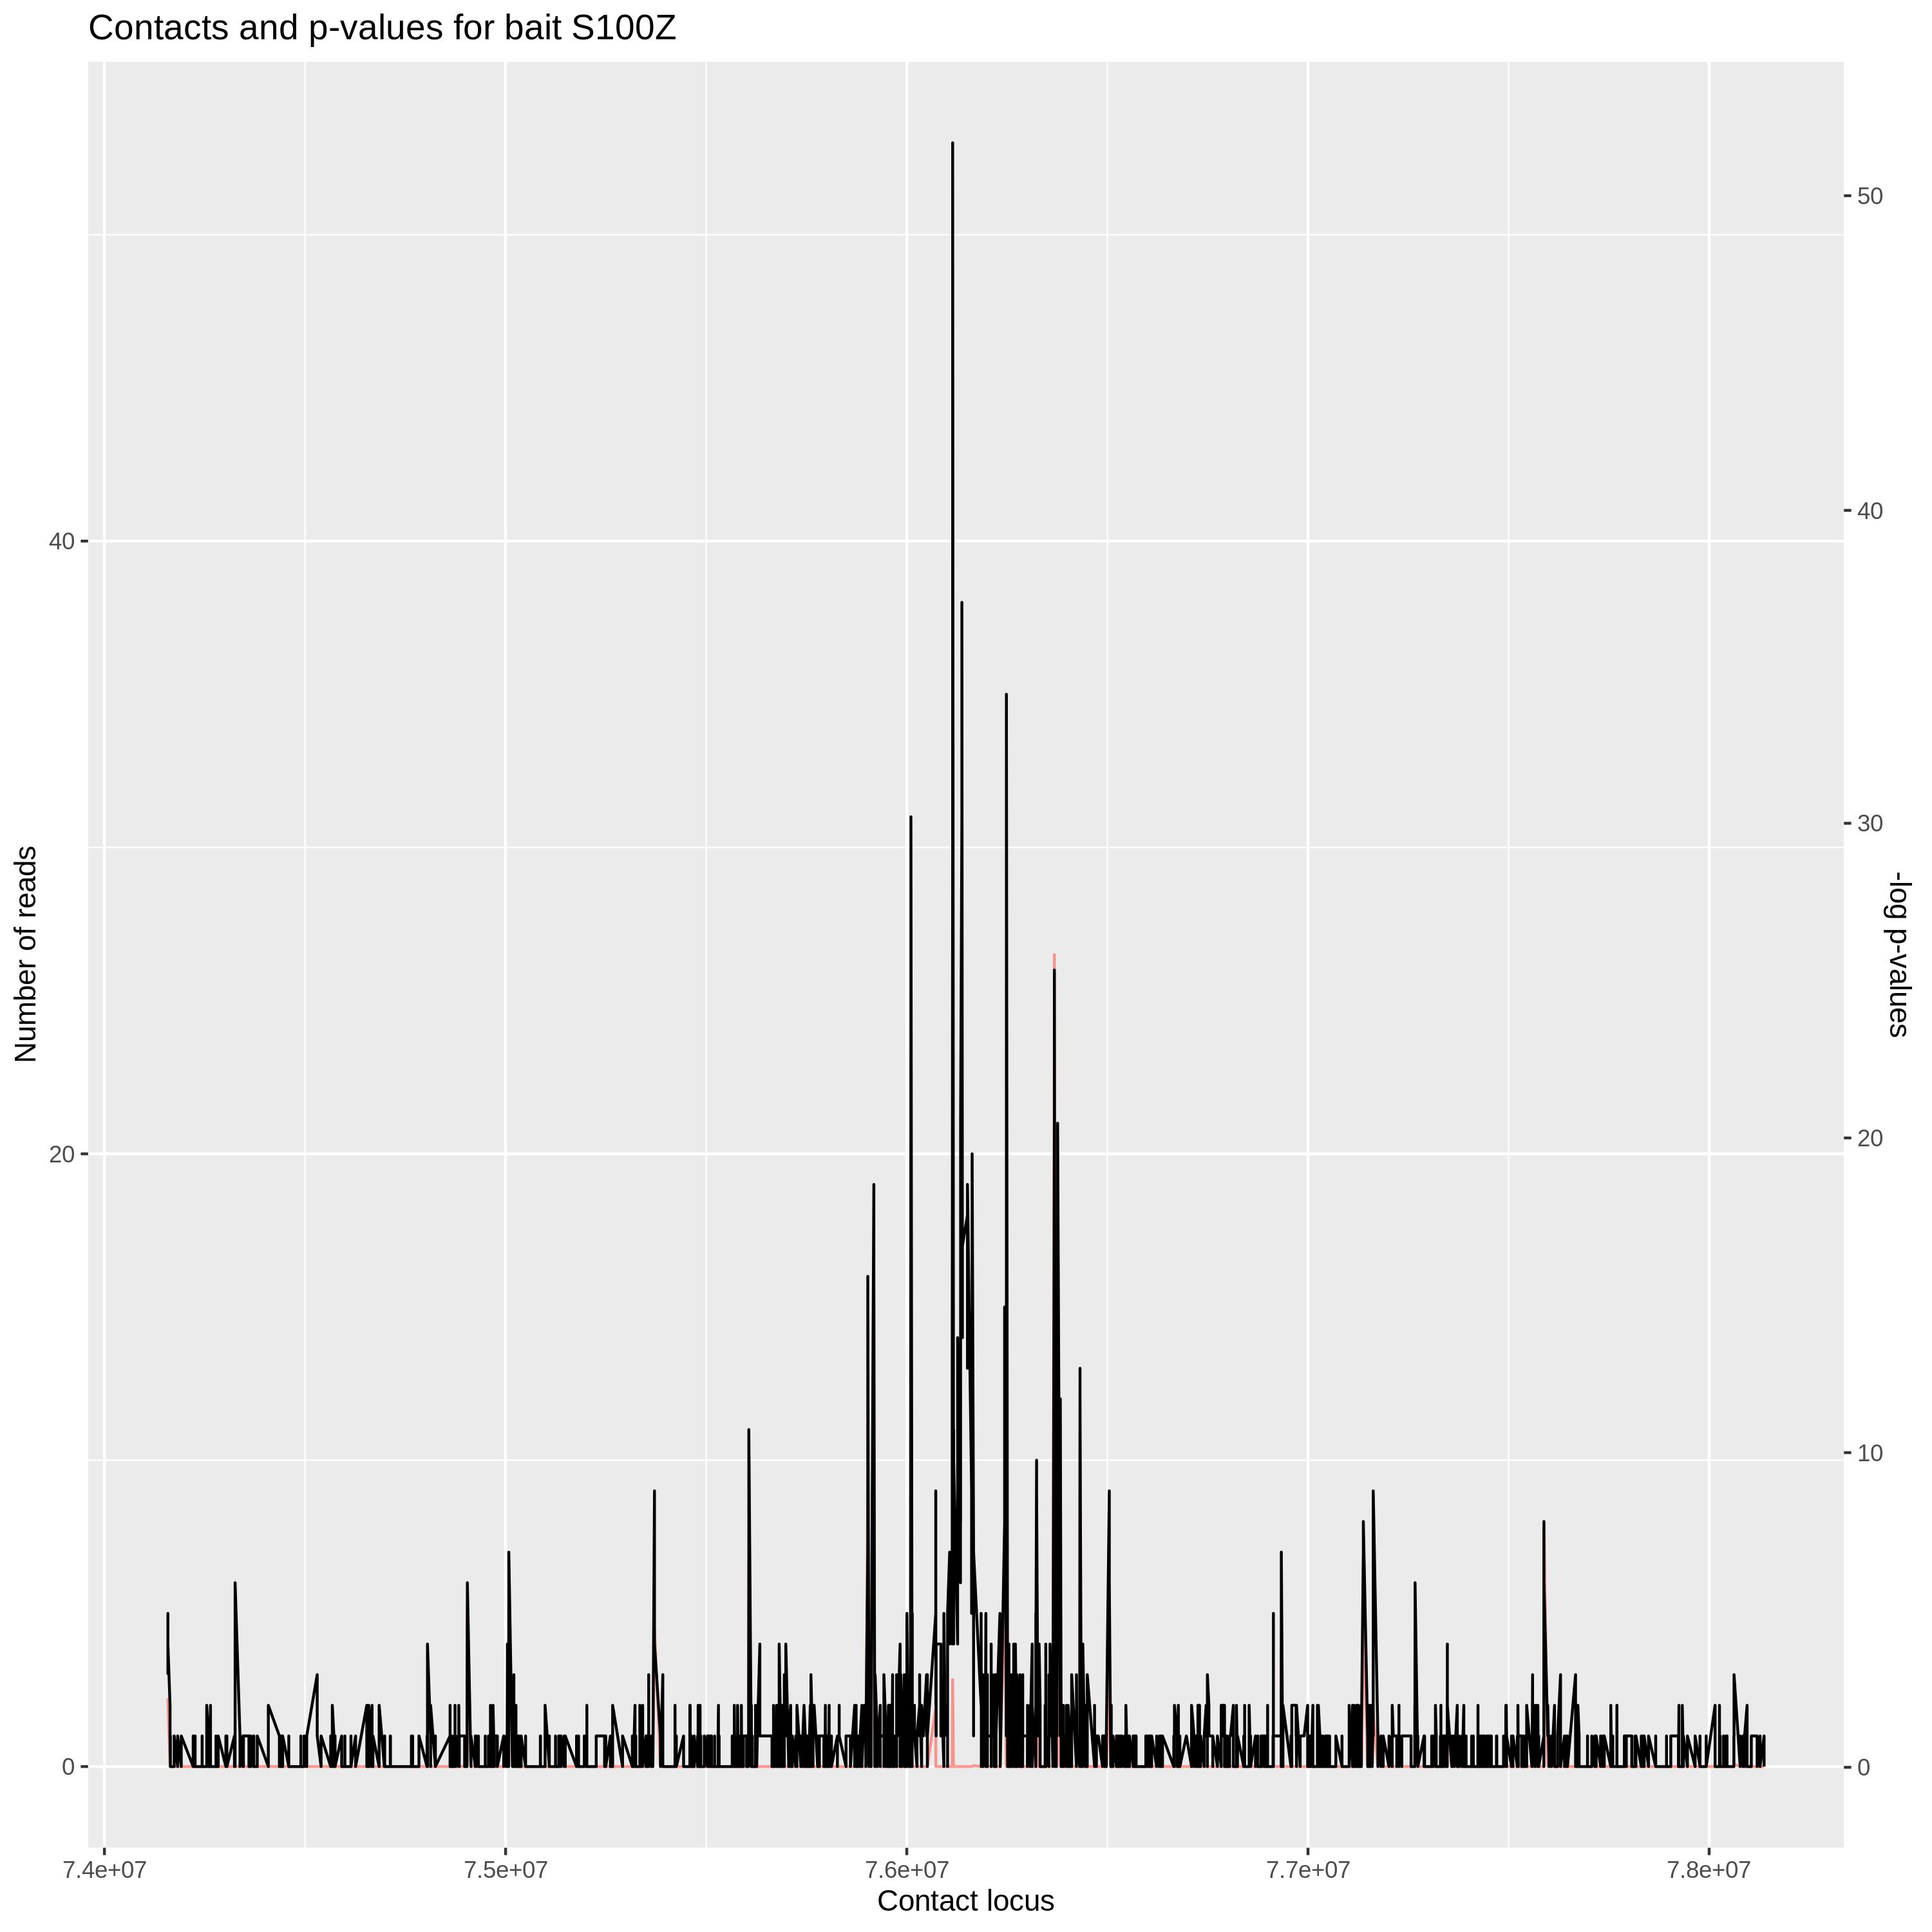 Contacts and p-values for bait S100Z
50
40
40
30
Number of reads
-log p-values
20
20
10
0
0
7.4e+07 7.5e+07 7.6e+07 7.7e+07 7.8e+07
Contact locus